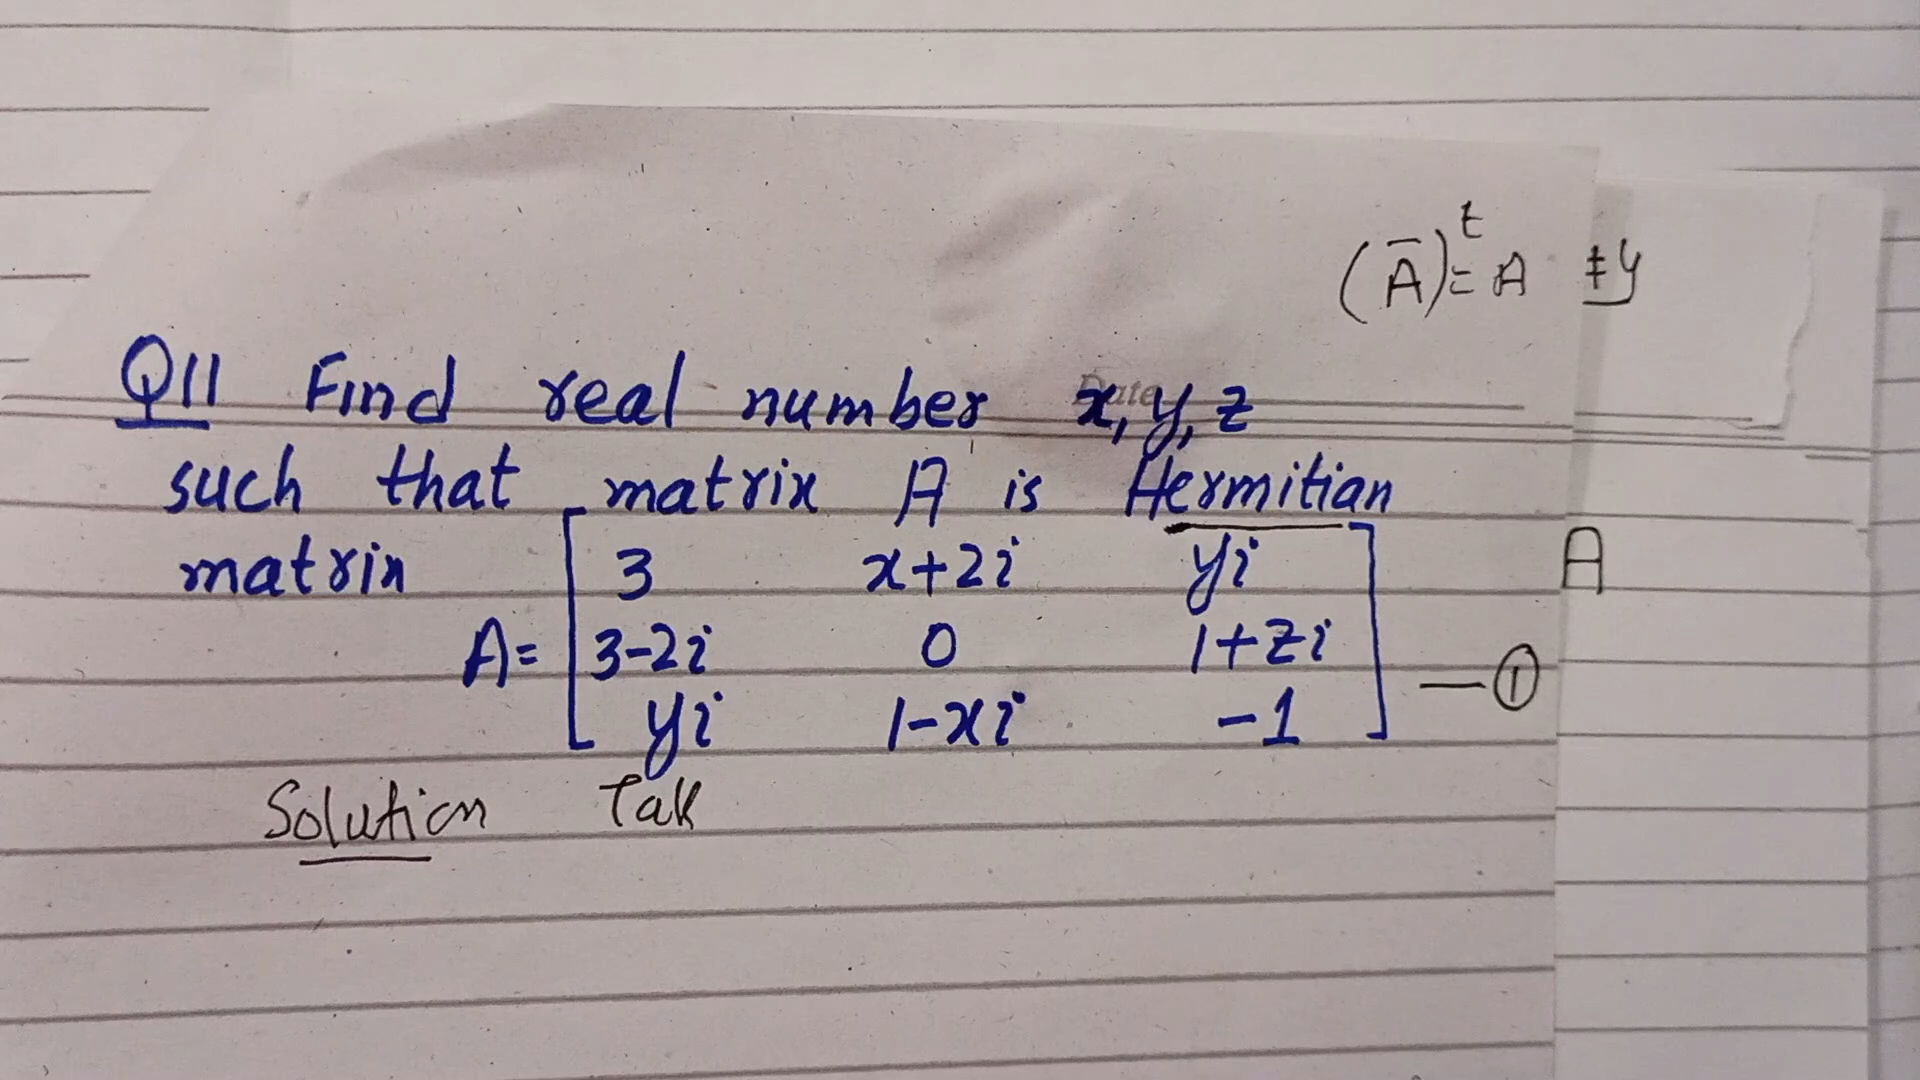 (Ā)ᵗ = A
Q11 Find real number x, y, z
such that matrix A is Hermitian
matrix
3 x+2i yi
A= 3-2i 0 1+zi —①
yi 1-xi -1
A
Solution Tak